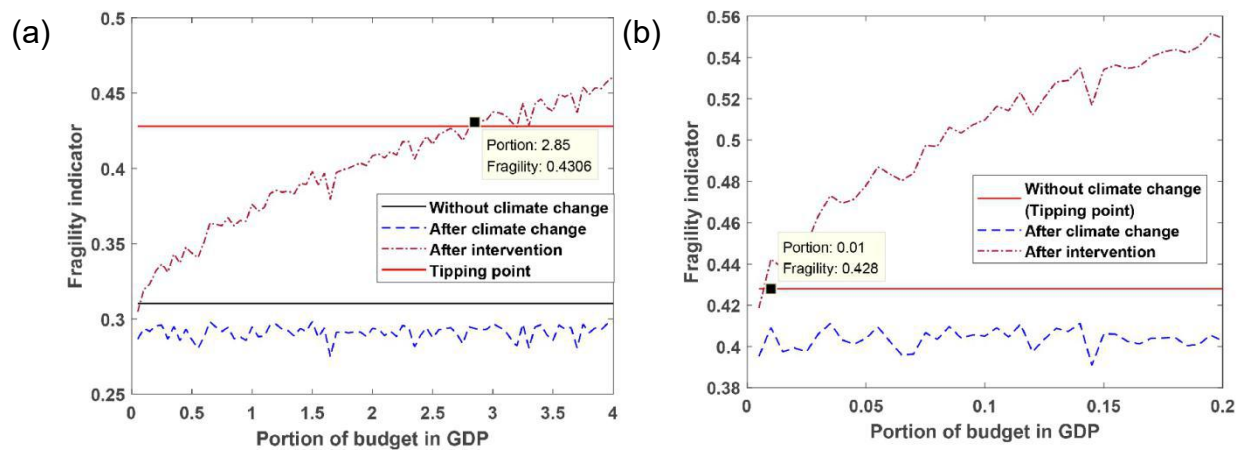 (a)
Fragility indicator
0.5
0.45
0.4
0.35
0.3
0.25
Portion: 2.85
Fragility: 0.4306
Without climate change
After climate change
After intervention
Tipping point
0 0.5 1 1.5 2 2.5 3 3.5 4
Portion of budget in GDP
(b)
Fragility indicator
0.56
0.54
0.52
0.5
0.48
0.46
0.44
0.42
0.4
0.38
Without climate change
(Tipping point)
After climate change
After intervention
Portion: 0.01
Fragility: 0.428
0 0.05 0.1 0.15 0.2
Portion of budget in GDP